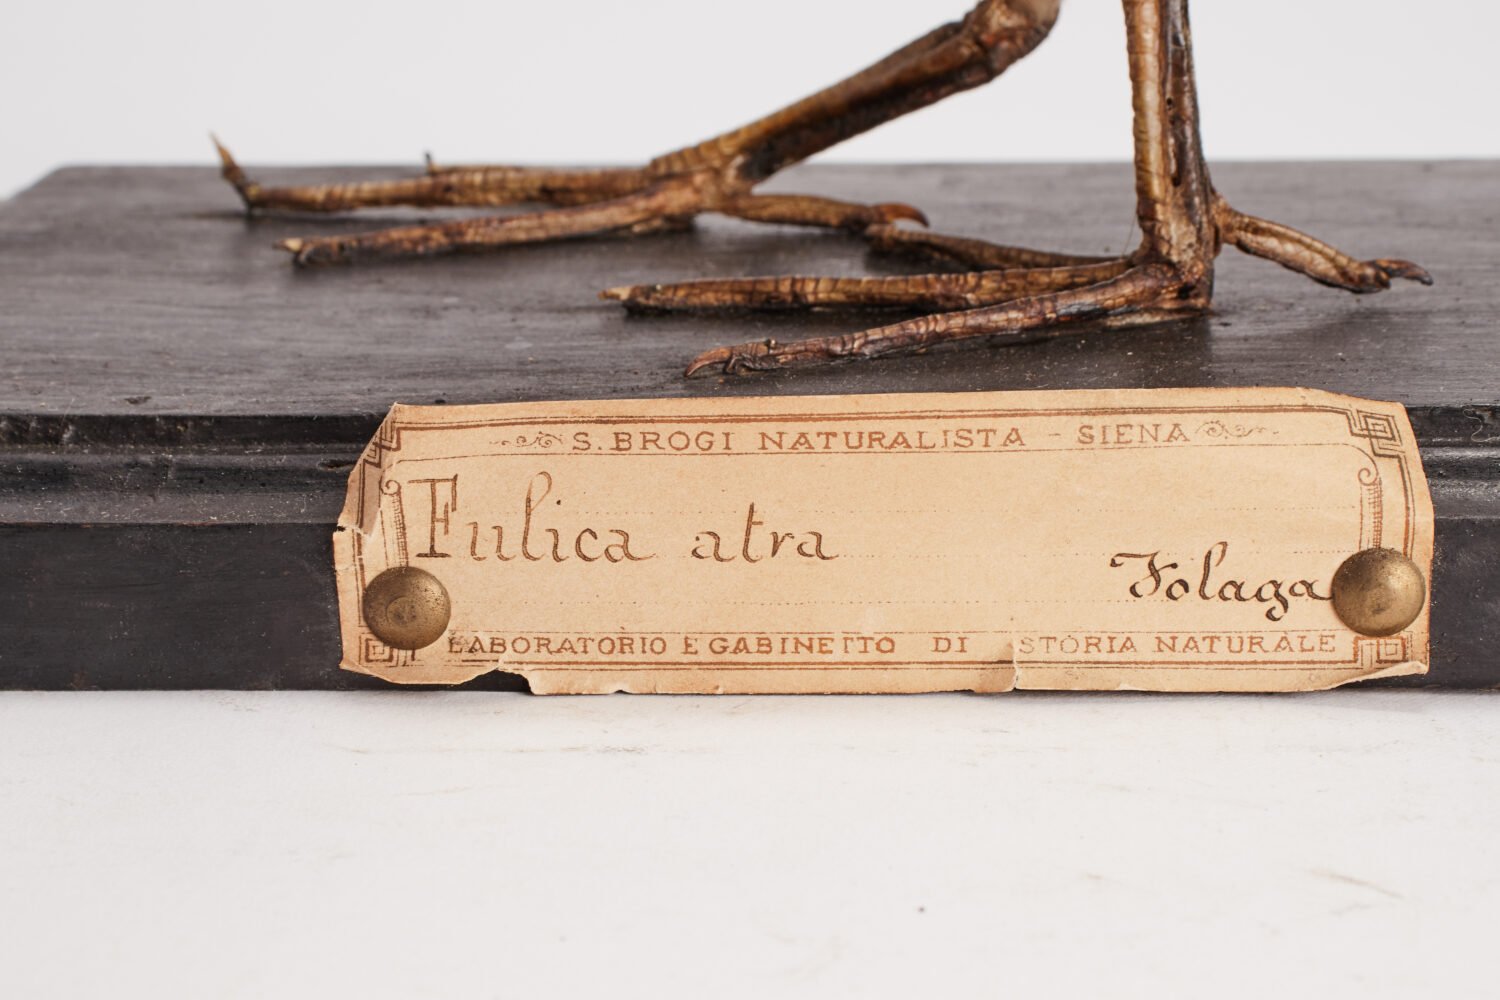 S. BROGI NATURALISTA - SIENA
Fulica atra
Folaga
LABORATORIO E GABINETTO DI STORIA NATURALE